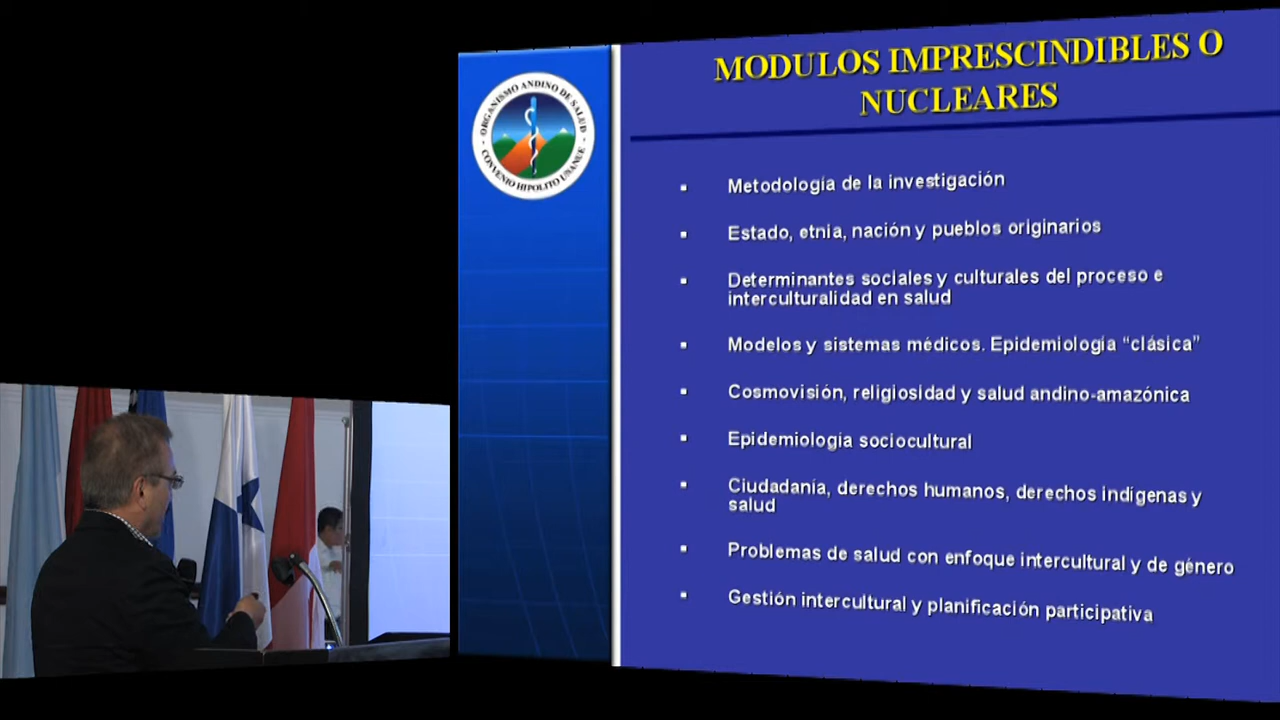 MODULOS IMPRESCINDIBLES O
NUCLEARES
ORGANISMO ANDINO DE SALUD
CONVENIO HIPOLITO UNANUE
Metodología de la investigación
Estado, etnia, nación y pueblos originarios
Determinantes sociales y culturales del proceso e
interculturalidad en salud
Modelos y sistemas médicos. Epidemiología “clásica”
Cosmovisión, religiosidad y salud andino-amazónica
Epidemiología sociocultural
Ciudadanía, derechos humanos, derechos indígenas y
salud
Problemas de salud con enfoque intercultural y de género
Gestión intercultural y planificación participativa